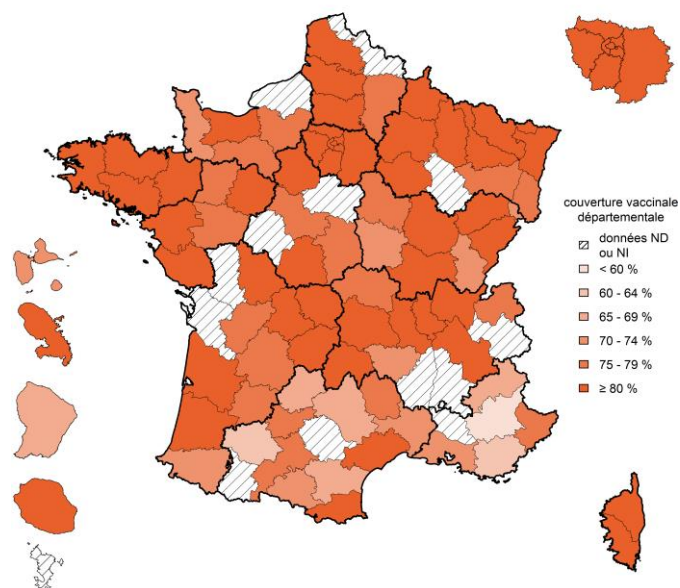 couverture vaccinale
départementale
données ND
ou NI
< 60 %
60 - 64 %
65 - 69 %
70 - 74 %
75 - 79 %
≥ 80 %